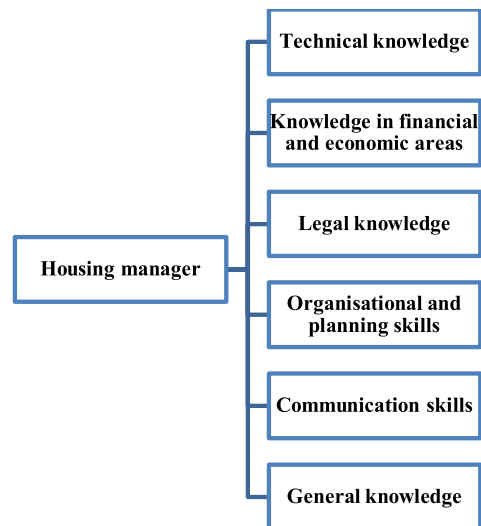 Technical knowledge
Knowledge in financial
and economic areas
Legal knowledge
Housing manager
Organisational and
planning skills
Communication skills
General knowledge